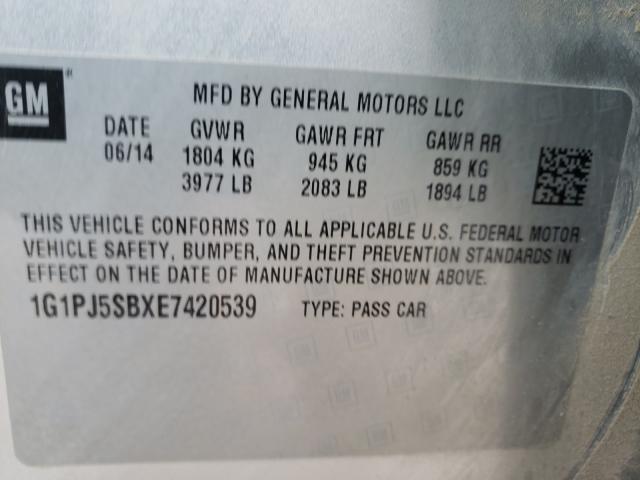 GM
MFD BY GENERAL MOTORS LLC
DATE GVWR GAWR FRT GAWR RR
06/14 1804 KG 945 KG 859 KG
3977 LB 2083 LB 1894 LB
THIS VEHICLE CONFORMS TO ALL APPLICABLE U.S. FEDERAL MOTOR
VEHICLE SAFETY, BUMPER, AND THEFT PREVENTION STANDARDS IN
EFFECT ON THE DATE OF MANUFACTURE SHOWN ABOVE.
1G1PJ5SBXE7420539 TYPE: PASS CAR